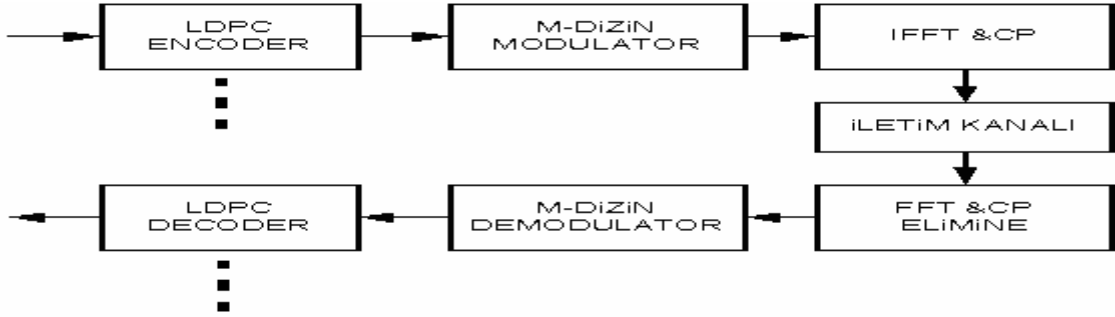 LDPC
ENCODER
M-DiZiN
MODULATOR
IFFT &CP
iLETiM KANALI
LDPC
DECODER
M-DiZiN
DEMODULATOR
FFT &CP
ELiMiNE